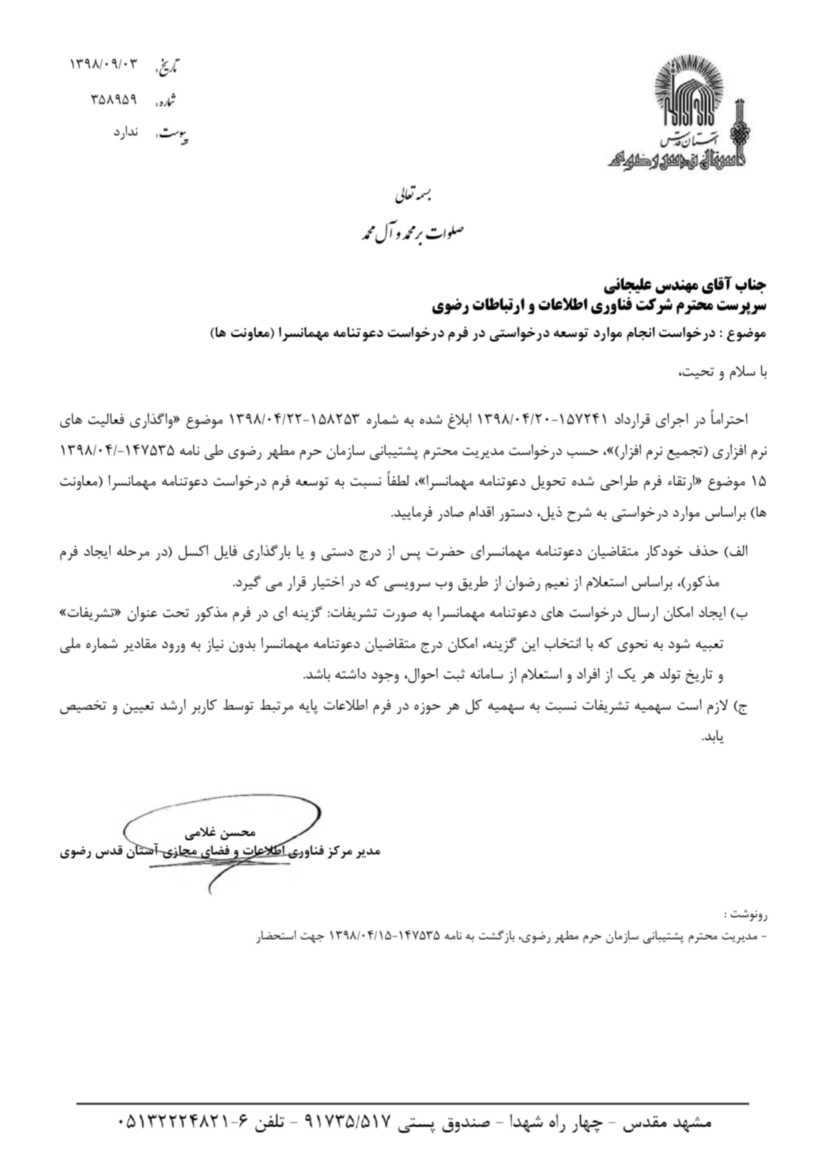 تاریخ: ۱۳۹۸/۰۹/۰۳
شماره: ۳۵۸۹۵۹
پیوست: ندارد
آستان قدس
آستان قدس رضوی
بسمه تعالی
صلوات بر محمد و آل محمد
جناب آقای مهندس علیجانی
سرپرست محترم شرکت فناوری اطلاعات و ارتباطات رضوی
موضوع : درخواست انجام موارد توسعه درخواستی در فرم درخواست دعوتنامه مهمانسرا (معاونت ها)
با سلام و تحیت،
احتراماً در اجرای قرارداد ۱۵۷۲۴۱-۱۳۹۸/۰۴/۲۰ ابلاغ شده به شماره ۱۵۸۲۵۳-۱۳۹۸/۰۴/۲۲ موضوع «واگذاری فعالیت های
نرم افزاری (تجمیع نرم افزار)»، حسب درخواست مدیریت محترم پشتیبانی سازمان حرم مطهر رضوی طی نامه ۱۴۷۵۳۵-۱۳۹۸/۰۴/
۱۵ موضوع «ارتقاء فرم طراحی شده تحویل دعوتنامه مهمانسرا»، لطفاً نسبت به توسعه فرم درخواست دعوتنامه مهمانسرا (معاونت
ها) براساس موارد درخواستی به شرح ذیل، دستور اقدام صادر فرمایید.
الف) حذف خودکار متقاضیان دعوتنامه مهمانسرای حضرت پس از درج دستی و یا بارگذاری فایل اکسل (در مرحله ایجاد فرم
مذکور)، براساس استعلام از نعیم رضوان از طریق وب سرویسی که در اختیار قرار می گیرد.
ب) ایجاد امکان ارسال درخواست های دعوتنامه مهمانسرا به صورت تشریفات: گزینه ای در فرم مذکور تحت عنوان «تشریفات»
تعبیه شود به نحوی که با انتخاب این گزینه، امکان درج متقاضیان دعوتنامه مهمانسرا بدون نیاز به ورود مقادیر شماره ملی
و تاریخ تولد هر یک از افراد و استعلام از سامانه ثبت احوال، وجود داشته باشد.
ج) لازم است سهمیه تشریفات نسبت به سهمیه کل هر حوزه در فرم اطلاعات پایه مرتبط توسط کاربر ارشد تعیین و تخصیص
یابد.
محسن غلامی
مدیر مرکز فناوری اطلاعات و فضای مجازی آستان قدس رضوی
رونوشت :
- مدیریت محترم پشتیبانی سازمان حرم مطهر رضوی، بازگشت به نامه ۱۴۷۵۳۵-۱۳۹۸/۰۴/۱۵ جهت استحضار
مشهد مقدس - چهار راه شهدا - صندوق پستی ۹۱۷۳۵/۵۱۷ - تلفن ۶-۰۵۱۳۲۲۲۴۸۲۱